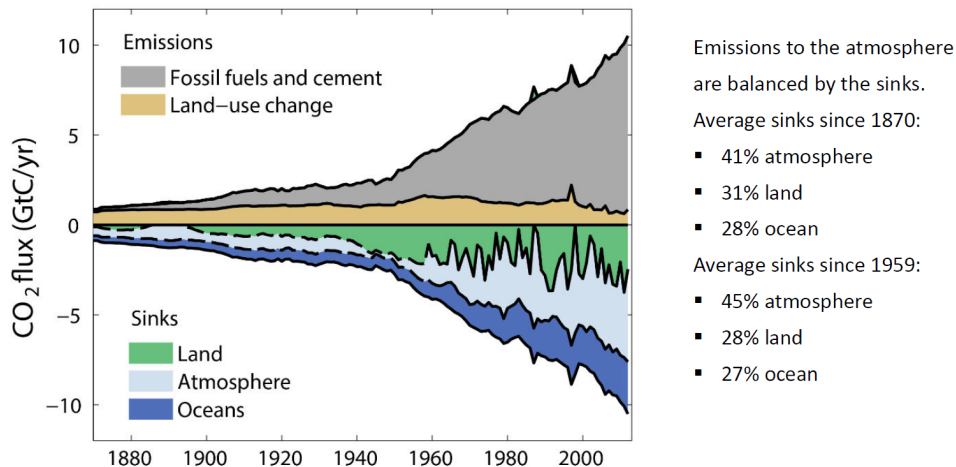 Emissions
Fossil fuels and cement
Land-use change
CO2 flux (GtC/yr)
10
5
0
−5
−10
Sinks
Land
Atmosphere
Oceans
1880 1900 1920 1940 1960 1980 2000
Emissions to the atmosphere
are balanced by the sinks.
Average sinks since 1870:
▪ 41% atmosphere
▪ 31% land
▪ 28% ocean
Average sinks since 1959:
▪ 45% atmosphere
▪ 28% land
▪ 27% ocean